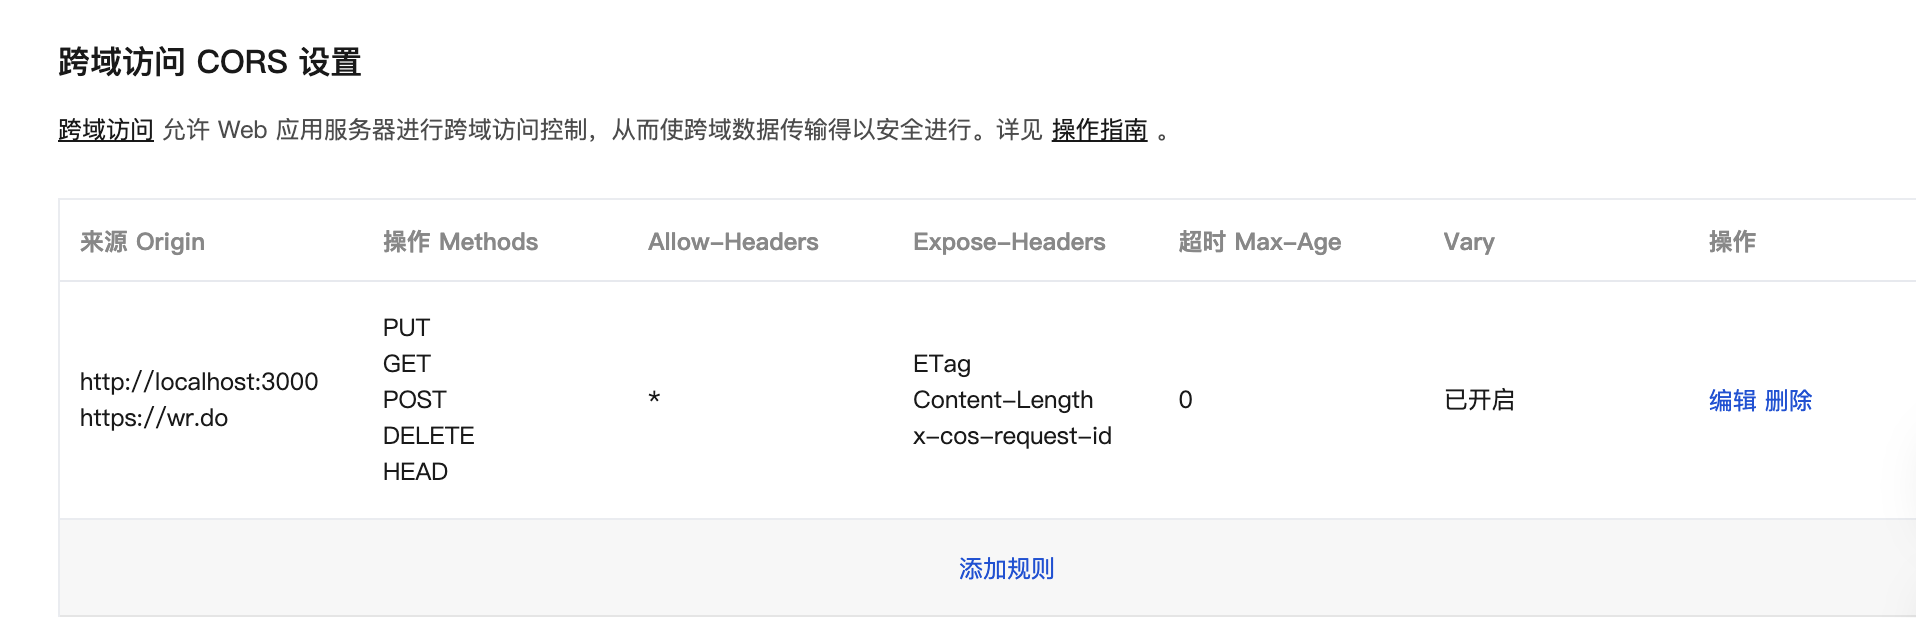 跨域访问 CORS 设置
跨域访问 允许 Web 应用服务器进行跨域访问控制，从而使跨域数据传输得以安全进行。详见 操作指南 。
来源 Origin 操作 Methods Allow-Headers Expose-Headers 超时 Max-Age Vary 操作
http://localhost:3000
https://wr.do
PUT
GET
POST
DELETE
HEAD
*
ETag
Content-Length
x-cos-request-id
0
已开启
编辑 删除
添加规则